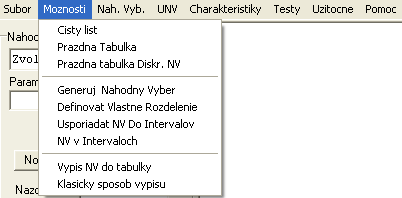 Subor Moznosti Nah. Vyb. UNV Charakteristiky Testy Uzitocne Pomoc
Cisty list
Nahod
Prazdna Tabulka
Zvol
Prazdna tabulka Diskr. NV
Param
Generuj Nahodny Vyber
Definovat Vlastne Rozdelenie
Usporiadat NV Do Intervalov
NV v Intervaloch
No
Vypis NV do tabulky
Klasicky sposob vypisu
Nazo